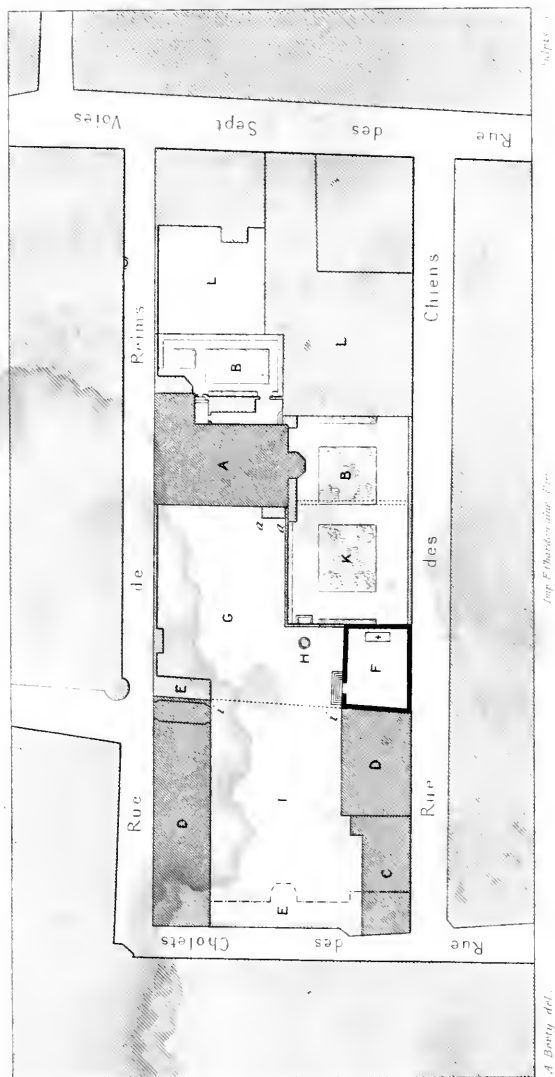 Rue des Sept Voies
Rue de Reims
Rue des Chiens
Rue des Cholets
L
L
B
A
B
K
G
a
a
H
F
E
D
I
D
C
E
A. Berty del.
Imp. F. Chardon aîné